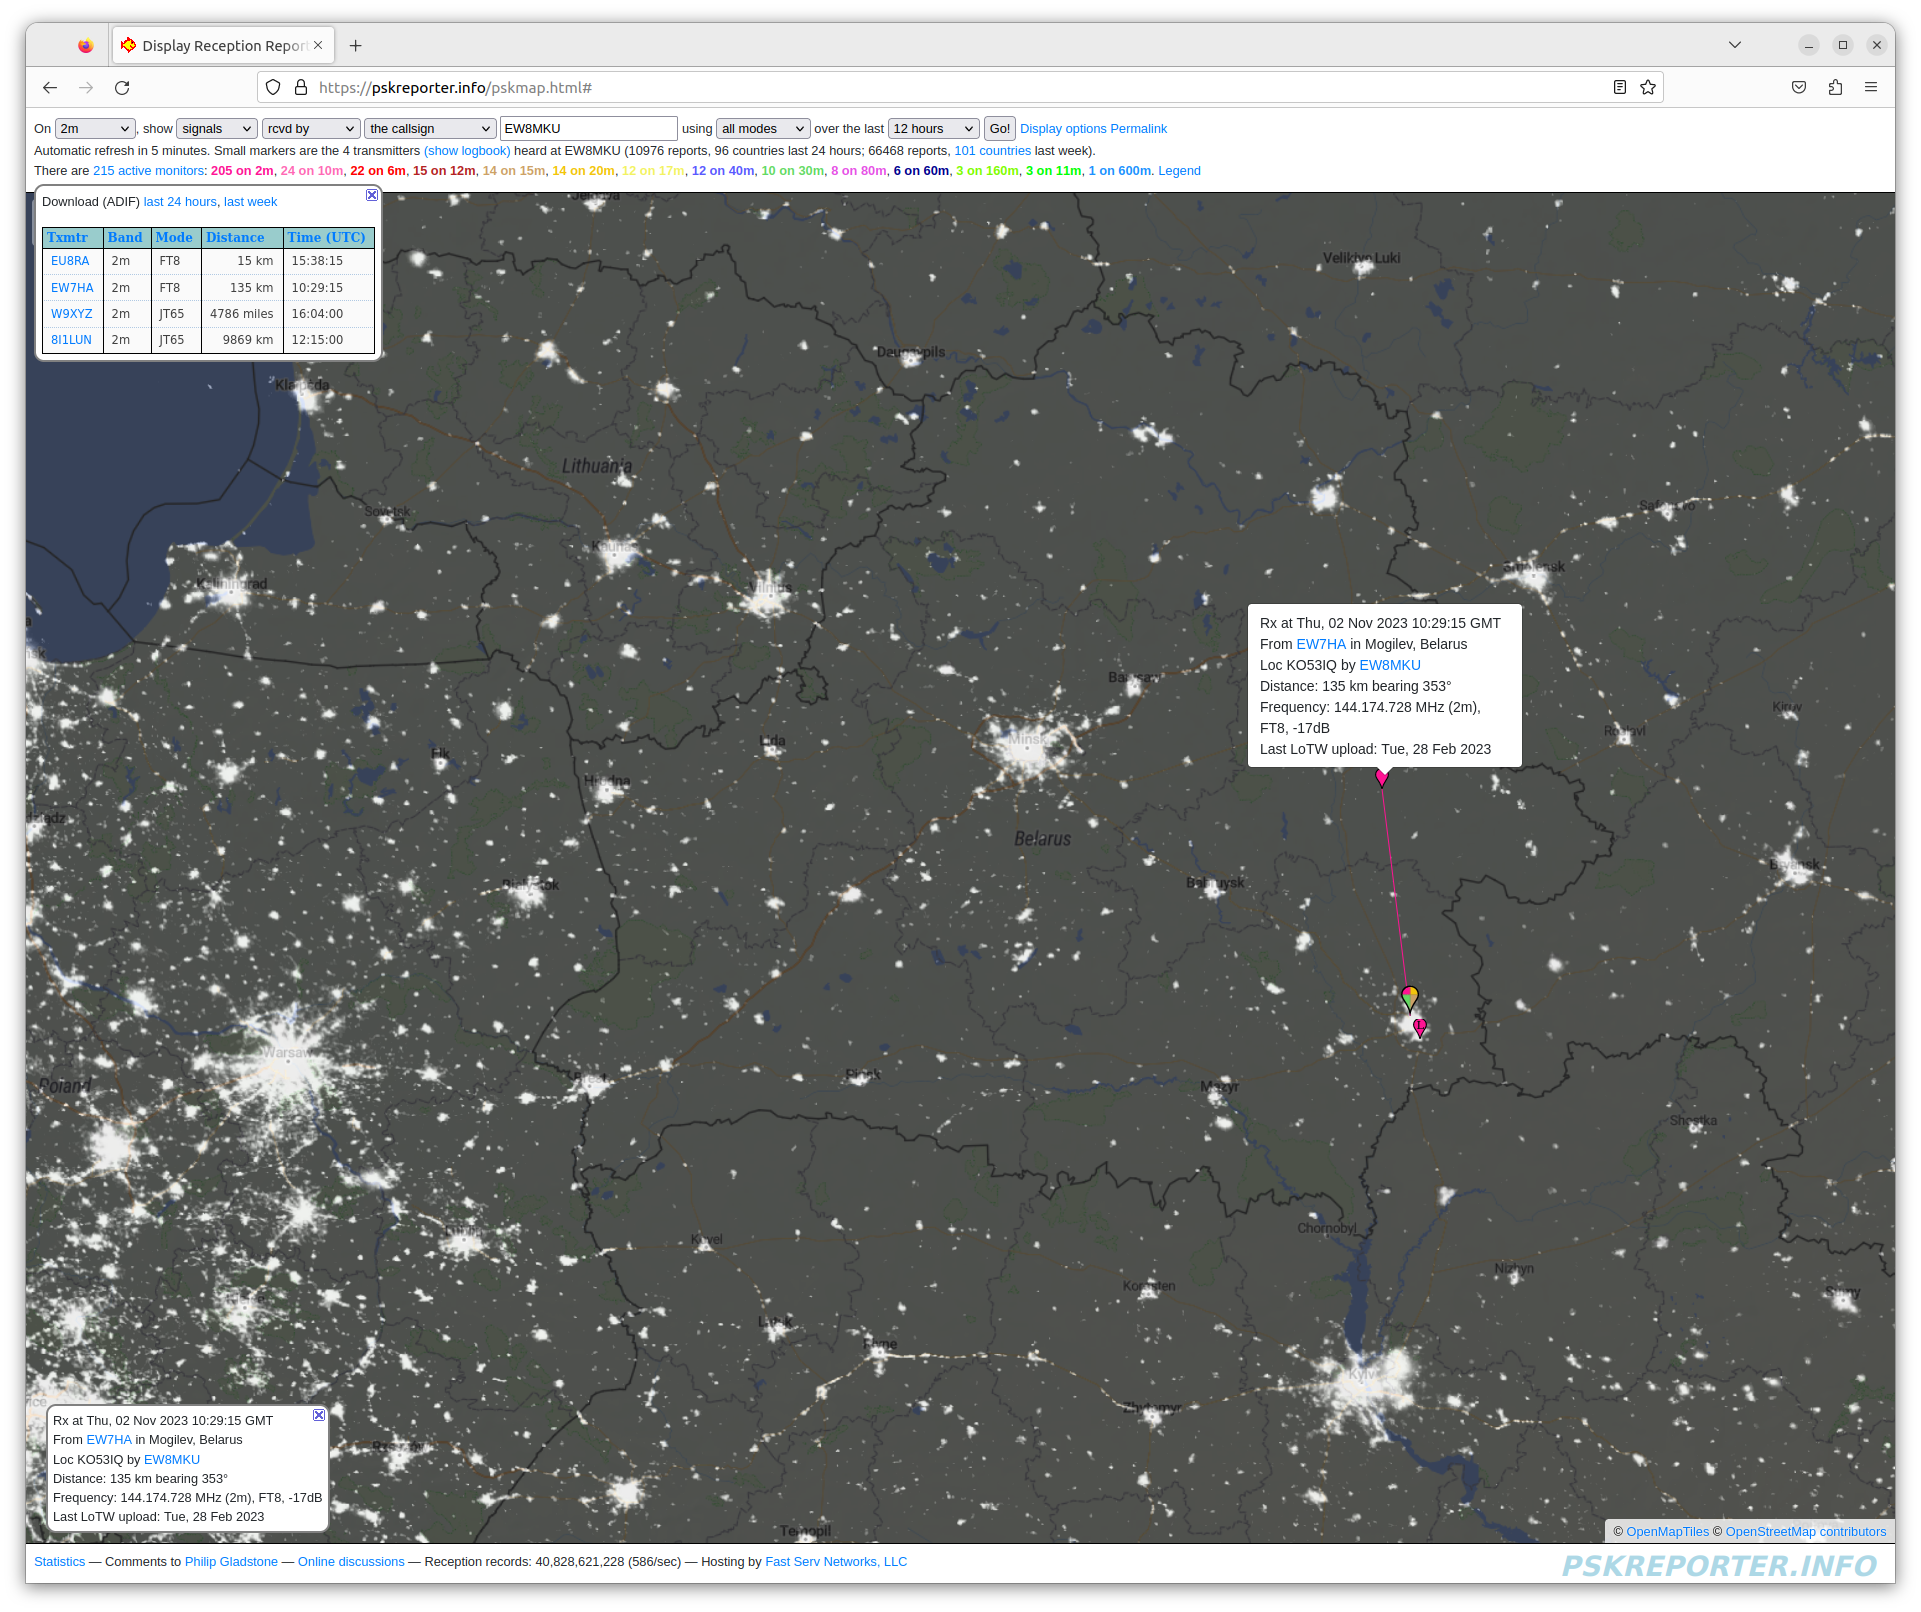 Display Reception Repor
https://pskreporter.info/pskmap.html#
On 2m, show signals rcvd by the callsign EW8MKU using all modes over the last 12 hours Go! Display options Permalink
Automatic refresh in 5 minutes. Small markers are the 4 transmitters (show logbook) heard at EW8MKU (10976 reports, 96 countries last 24 hours; 66468 reports, 101 countries last week).
There are 215 active monitors: 205 on 2m, 24 on 10m, 22 on 6m, 15 on 12m, 14 on 15m, 14 on 20m, 12 on 17m, 12 on 40m, 10 on 30m, 8 on 80m, 6 on 60m, 3 on 160m, 3 on 11m, 1 on 600m. Legend
Download (ADIF) last 24 hours, last week
Txmtr Band Mode Distance Time (UTC)
EU8RA 2m FT8 15 km 15:38:15
EW7HA 2m FT8 135 km 10:29:15
W9XYZ 2m JT65 4786 miles 16:04:00
8I1LUN 2m JT65 9869 km 12:15:00
Jelgava
Velikiye Luki
Daugavpils
Klaipėda
Lithuania
Sovetsk
Safonovo
Kaunas
Smolensk
Kaliningrad
Vilnius
Rx at Thu, 02 Nov 2023 10:29:15 GMT
From EW7HA in Mogilev, Belarus
Loc KO53IQ by EW8MKU
Distance: 135 km bearing 353°
Frequency: 144.174.728 MHz (2m),
FT8, -17dB
Last LoTW upload: Tue, 28 Feb 2023
Barysaw
Kirov
Roslavl
Minsk
Lida
Ełk
Hrodna
Belarus
Bryansk
Babruysk
Białystok
L
Warsaw
Poland
Brest
Pinsk
Mazyr
Shostka
Chornobyl
Lublin
Kovel
Nizhyn
Korosten
Sumy
Kielce
Lutsk
Rivne
Kyiv
Zhytomyr
Rzeszów
Ternopil
Rx at Thu, 02 Nov 2023 10:29:15 GMT
From EW7HA in Mogilev, Belarus
Loc KO53IQ by EW8MKU
Distance: 135 km bearing 353°
Frequency: 144.174.728 MHz (2m), FT8, -17dB
Last LoTW upload: Tue, 28 Feb 2023
© OpenMapTiles © OpenStreetMap contributors
Statistics — Comments to Philip Gladstone — Online discussions — Reception records: 40,828,621,228 (586/sec) — Hosting by Fast Serv Networks, LLC
PSKREPORTER.INFO